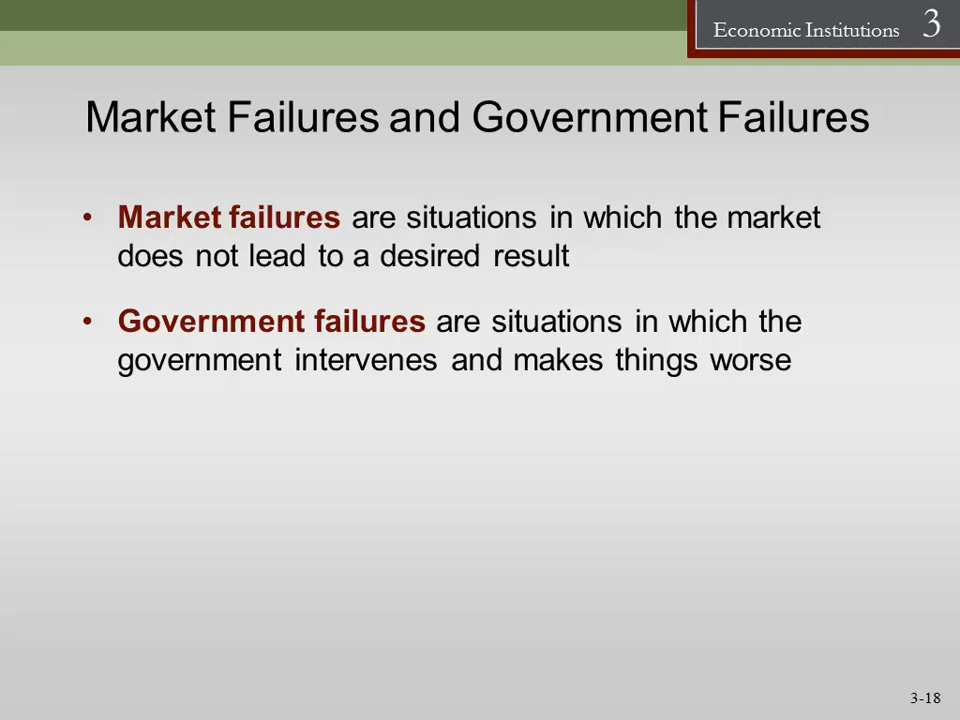 Economic Institutions 3
Market Failures and Government Failures
• Market failures are situations in which the market
does not lead to a desired result
• Government failures are situations in which the
government intervenes and makes things worse
3-18